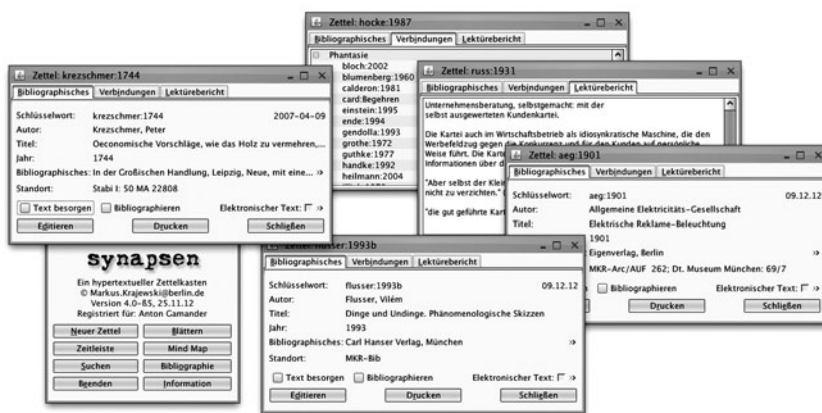 Zettel: hocke:1987
Bibliographisches Verbindungen Lektürebericht
Phantasie
bloch:2002
blumenberg:1960
calderon:1981
card:Begehren
einstein:1995
ende:1994
gendolla:1993
grothe:1972
guthke:1977
handke:1992
heilmann:2004
Zettel: krezschmer:1744
Bibliographisches Verbindungen Lektürebericht
Schlüsselwort: krezschmer:1744 2007-04-09
Autor: Krezschmer, Peter
Titel: Oeconomische Vorschläge, wie das Holz zu vermehren,...
Jahr: 1744
Bibliographisches: In der Großischen Handlung, Leipzig, Neue, mit eine... »
Standort: Stabi I: 50 MA 22808
Text besorgen Bibliographieren Elektronischer Text: »
Editieren Drucken Schließen
Zettel: russ:1931
Bibliographisches Verbindungen Lektürebericht
Unternehmensberatung, selbstgemacht: mit der
selbst ausgewerteten Kundenkartei.
Die Kartei auch im Wirtschaftsbetrieb als idiosynkratische Maschine, die den
Werbefeldzug gegen die Konkurrenz und für den Kunden auf persönliche
Weise führt. Die Kart
Informationen über d
"Aber selbst der Klein
nicht zu verzichten."
"die gut geführte Kart
Zettel: aeg:1901
Bibliographisches Verbindungen Lektürebericht
Schlüsselwort: aeg:1901 09.12.12
Autor: Allgemeine Elektricitäts-Gesellschaft
Titel: Elektrische Reklame-Beleuchtung
1901
Eigenverlag, Berlin »
MKR-Arc/AUF 262; Dt. Museum München: 69/7
Bibliographieren Elektronischer Text: »
Drucken Schließen
Zettel: flusser:1993b
Bibliographisches Verbindungen Lektürebericht
Schlüsselwort: flusser:1993b 09.12.12
Autor: Flusser, Vilém
Titel: Dinge und Undinge. Phänomenologische Skizzen
Jahr: 1993
Bibliographisches: Carl Hanser Verlag, München »
Standort: MKR-Bib
Text besorgen Bibliographieren Elektronischer Text: »
Editieren Drucken Schließen
synapsen
Ein hypertextueller Zettelkasten
© Markus.Krajewski@berlin.de
Version 4.0-ß5, 25.11.12
Registriert für: Anton Gamander
Neuer Zettel Blättern
Zeitleiste Mind Map
Suchen Bibliographie
Beenden Information